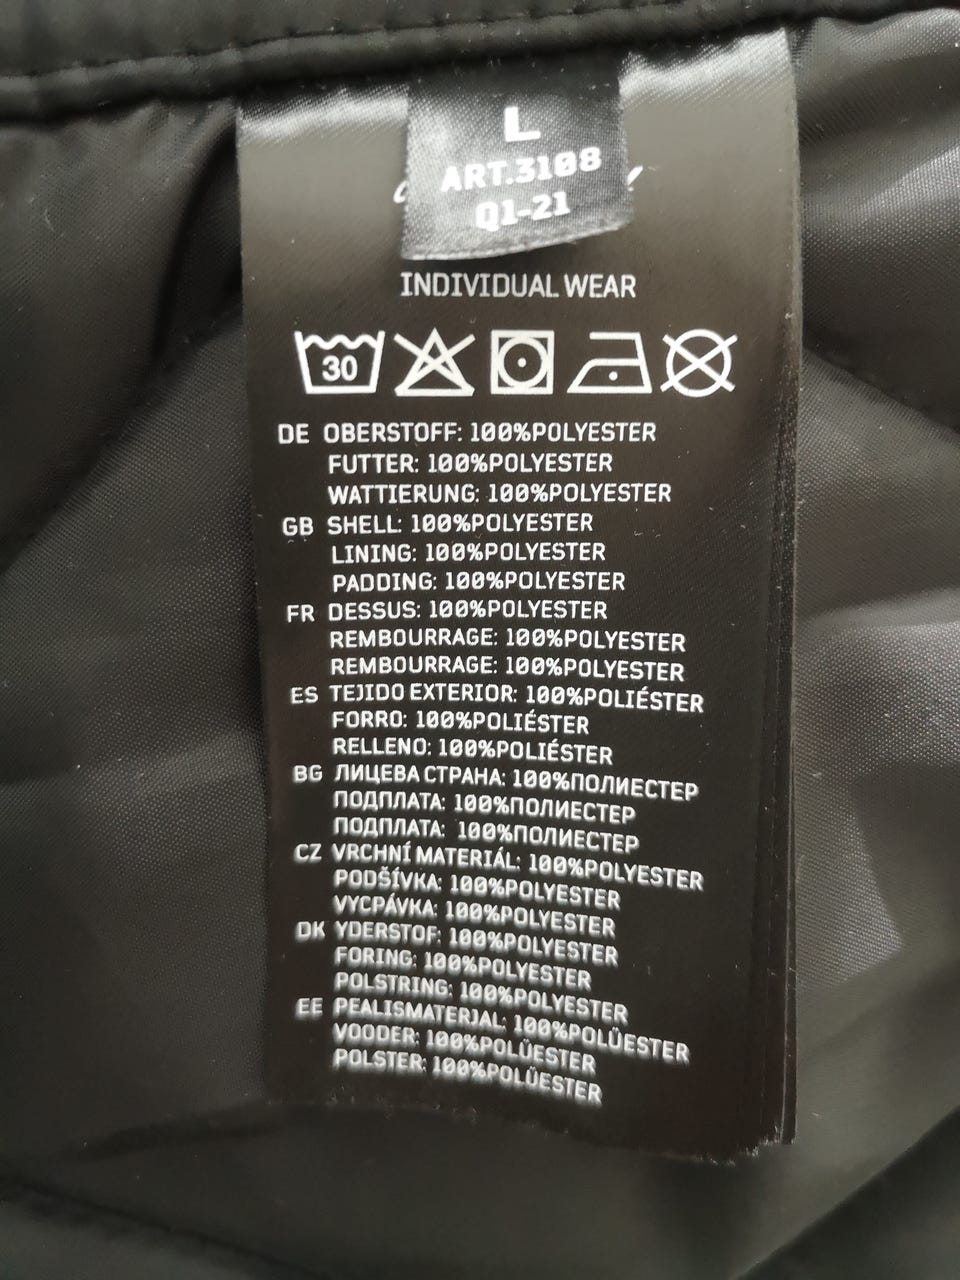 L
ART.3108
Q1-21
INDIVIDUAL WEAR
30
DE OBERSTOFF: 100%POLYESTER
FUTTER: 100%POLYESTER
WATTIERUNG: 100%POLYESTER
GB SHELL: 100%POLYESTER
LINING: 100%POLYESTER
PADDING: 100%POLYESTER
FR DESSUS: 100%POLYESTER
REMBOURRAGE: 100%POLYESTER
REMBOURRAGE: 100%POLYESTER
ES TEJIDO EXTERIOR: 100%POLIÉSTER
FORRO: 100%POLIÉSTER
RELLENO: 100%POLIÉSTER
BG ЛИЦЕВА СТРАНА: 100%ПОЛИЕСТЕР
ПОДПЛАТА: 100%ПОЛИЕСТЕР
ПОДПЛАТА: 100%ПОЛИЕСТЕР
CZ VRCHNÍ MATERIÁL: 100%POLYESTER
PODŠÍVKA: 100%POLYESTER
VYCPÁVKA: 100%POLYESTER
DK YDERSTOF: 100%POLYESTER
FORING: 100%POLYESTER
POLSTRING: 100%POLYESTER
EE PEALISMATERJAL: 100%POLÜESTER
VOODER: 100%POLÜESTER
POLSTER: 100%POLÜESTER